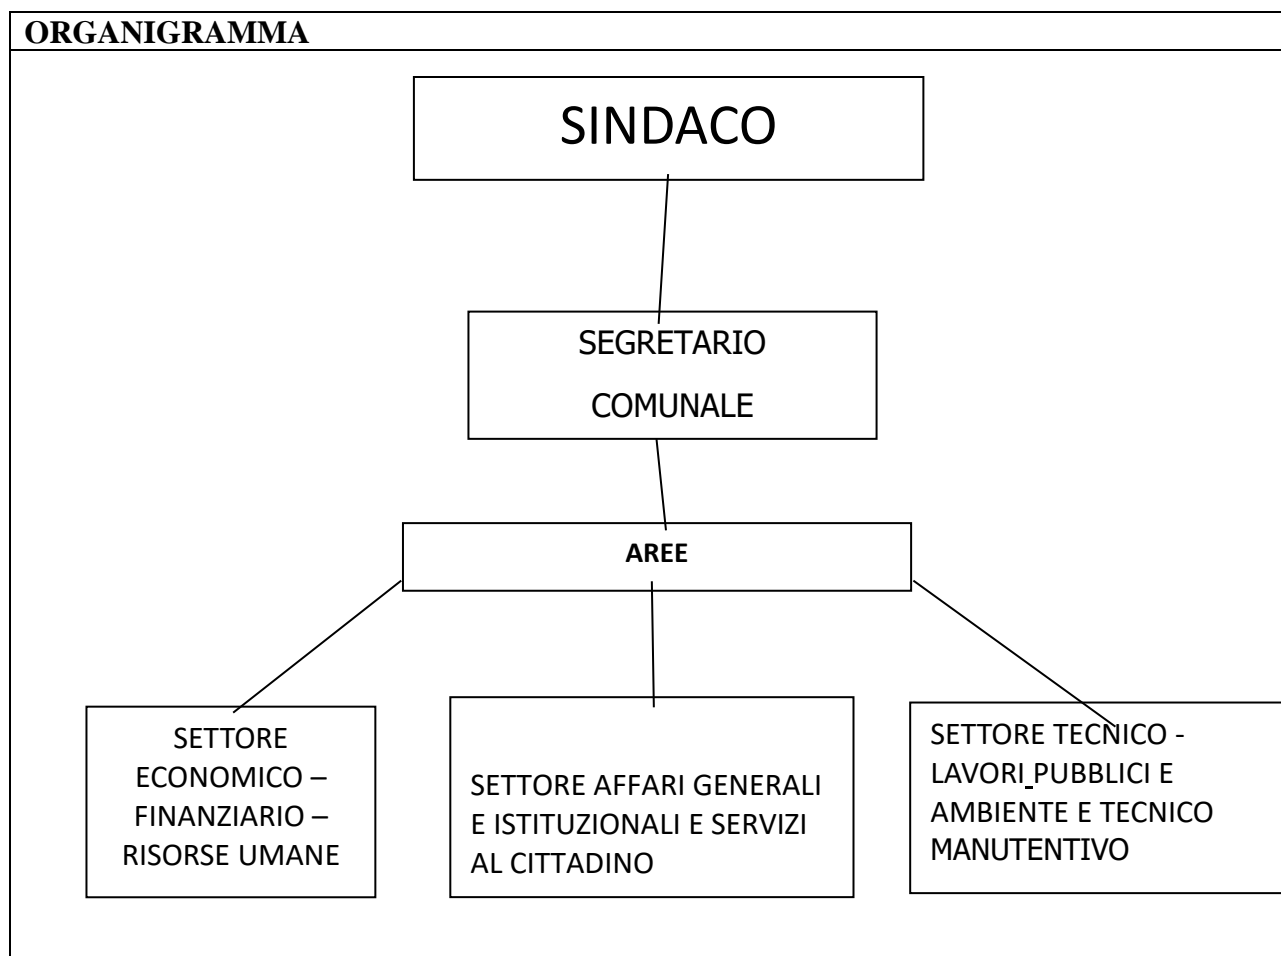 ORGANIGRAMMA
SINDACO
SEGRETARIO
COMUNALE
AREE
SETTORE
ECONOMICO –
FINANZIARIO –
RISORSE UMANE
SETTORE AFFARI GENERALI
E ISTITUZIONALI E SERVIZI
AL CITTADINO
SETTORE TECNICO -
LAVORI PUBBLICI E
AMBIENTE E TECNICO
MANUTENTIVO